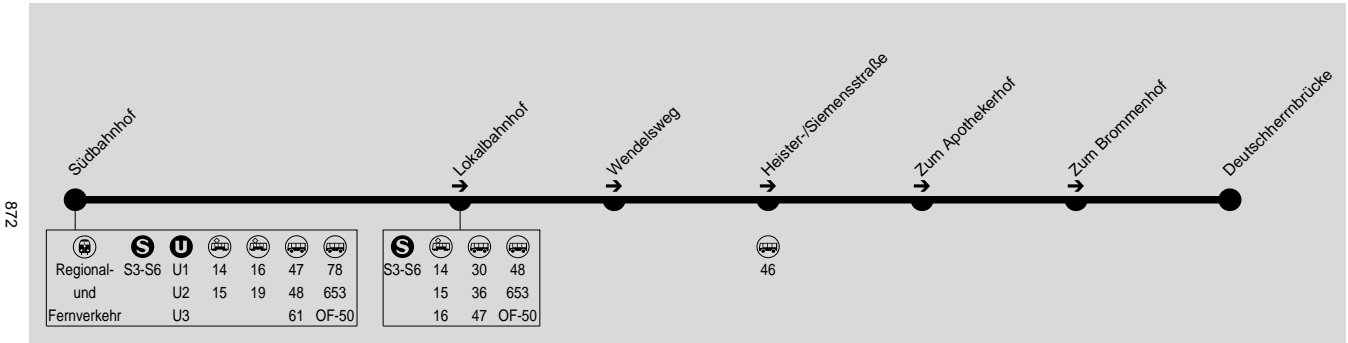 872
Südbahnhof
Lokalbahnhof
Wendelsweg
Heister-/Siemensstraße
Zum Apothekerhof
Zum Brommenhof
Deutschherrnbrücke
S U
Regional- S3-S6 U1 14 16 47 78
und U2 15 19 48 653
Fernverkehr U3 61 OF-50
S
S3-S6 14 30 48
15 36 653
16 47 OF-50
46